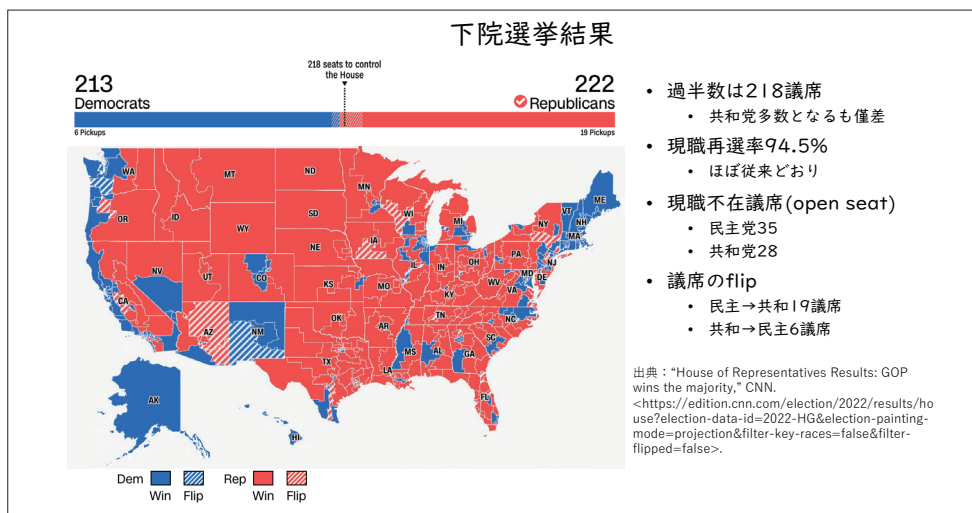 下院選挙結果
218 seats to control
the House
213
Democrats
222
Republicans
6 Pickups
19 Pickups
WA
MT
ND
MN
ME
OR
ID
WY
SD
WI
MI
NY
VT
NH
MA
NV
UT
CO
NE
IA
IL
IN
OH
PA
NJ
MD
DE
CA
AZ
NM
KS
MO
KY
WV
VA
OK
AR
TN
NC
TX
LA
MS
AL
GA
SC
FL
AK
HI
Dem
Win
Flip
Rep
Win
Flip
• 過半数は218議席
• 共和党多数となるも僅差
• 現職再選率94.5%
• ほぼ従来どおり
• 現職不在議席(open seat)
• 民主党35
• 共和党28
• 議席のflip
• 民主→共和19議席
• 共和→民主6議席
出典：“House of Representatives Results: GOP
wins the majority,” CNN.
<https://edition.cnn.com/election/2022/results/ho
use?election-data-id=2022-HG&election-painting-
mode=projection&filter-key-races=false&filter-
flipped=false>.